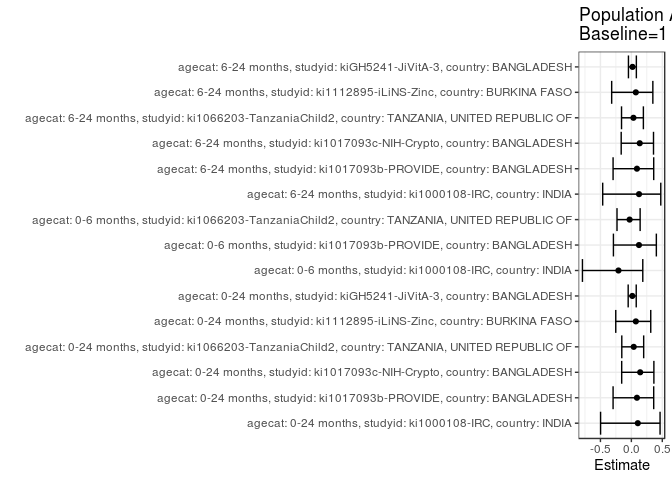 Population
Baseline=1
agecat: 6-24 months, studyid: kiGH5241-JiVitA-3, country: BANGLADESH
agecat: 6-24 months, studyid: ki1112895-iLiNS-Zinc, country: BURKINA FASO
agecat: 6-24 months, studyid: ki1066203-TanzaniaChild2, country: TANZANIA, UNITED REPUBLIC OF
agecat: 6-24 months, studyid: ki1017093c-NIH-Crypto, country: BANGLADESH
agecat: 6-24 months, studyid: ki1017093b-PROVIDE, country: BANGLADESH
agecat: 6-24 months, studyid: ki1000108-IRC, country: INDIA
agecat: 0-6 months, studyid: ki1066203-TanzaniaChild2, country: TANZANIA, UNITED REPUBLIC OF
agecat: 0-6 months, studyid: ki1017093b-PROVIDE, country: BANGLADESH
agecat: 0-6 months, studyid: ki1000108-IRC, country: INDIA
agecat: 0-24 months, studyid: kiGH5241-JiVitA-3, country: BANGLADESH
agecat: 0-24 months, studyid: ki1112895-iLiNS-Zinc, country: BURKINA FASO
agecat: 0-24 months, studyid: ki1066203-TanzaniaChild2, country: TANZANIA, UNITED REPUBLIC OF
agecat: 0-24 months, studyid: ki1017093c-NIH-Crypto, country: BANGLADESH
agecat: 0-24 months, studyid: ki1017093b-PROVIDE, country: BANGLADESH
agecat: 0-24 months, studyid: ki1000108-IRC, country: INDIA
-0.5 0.0 0.5
Estimate